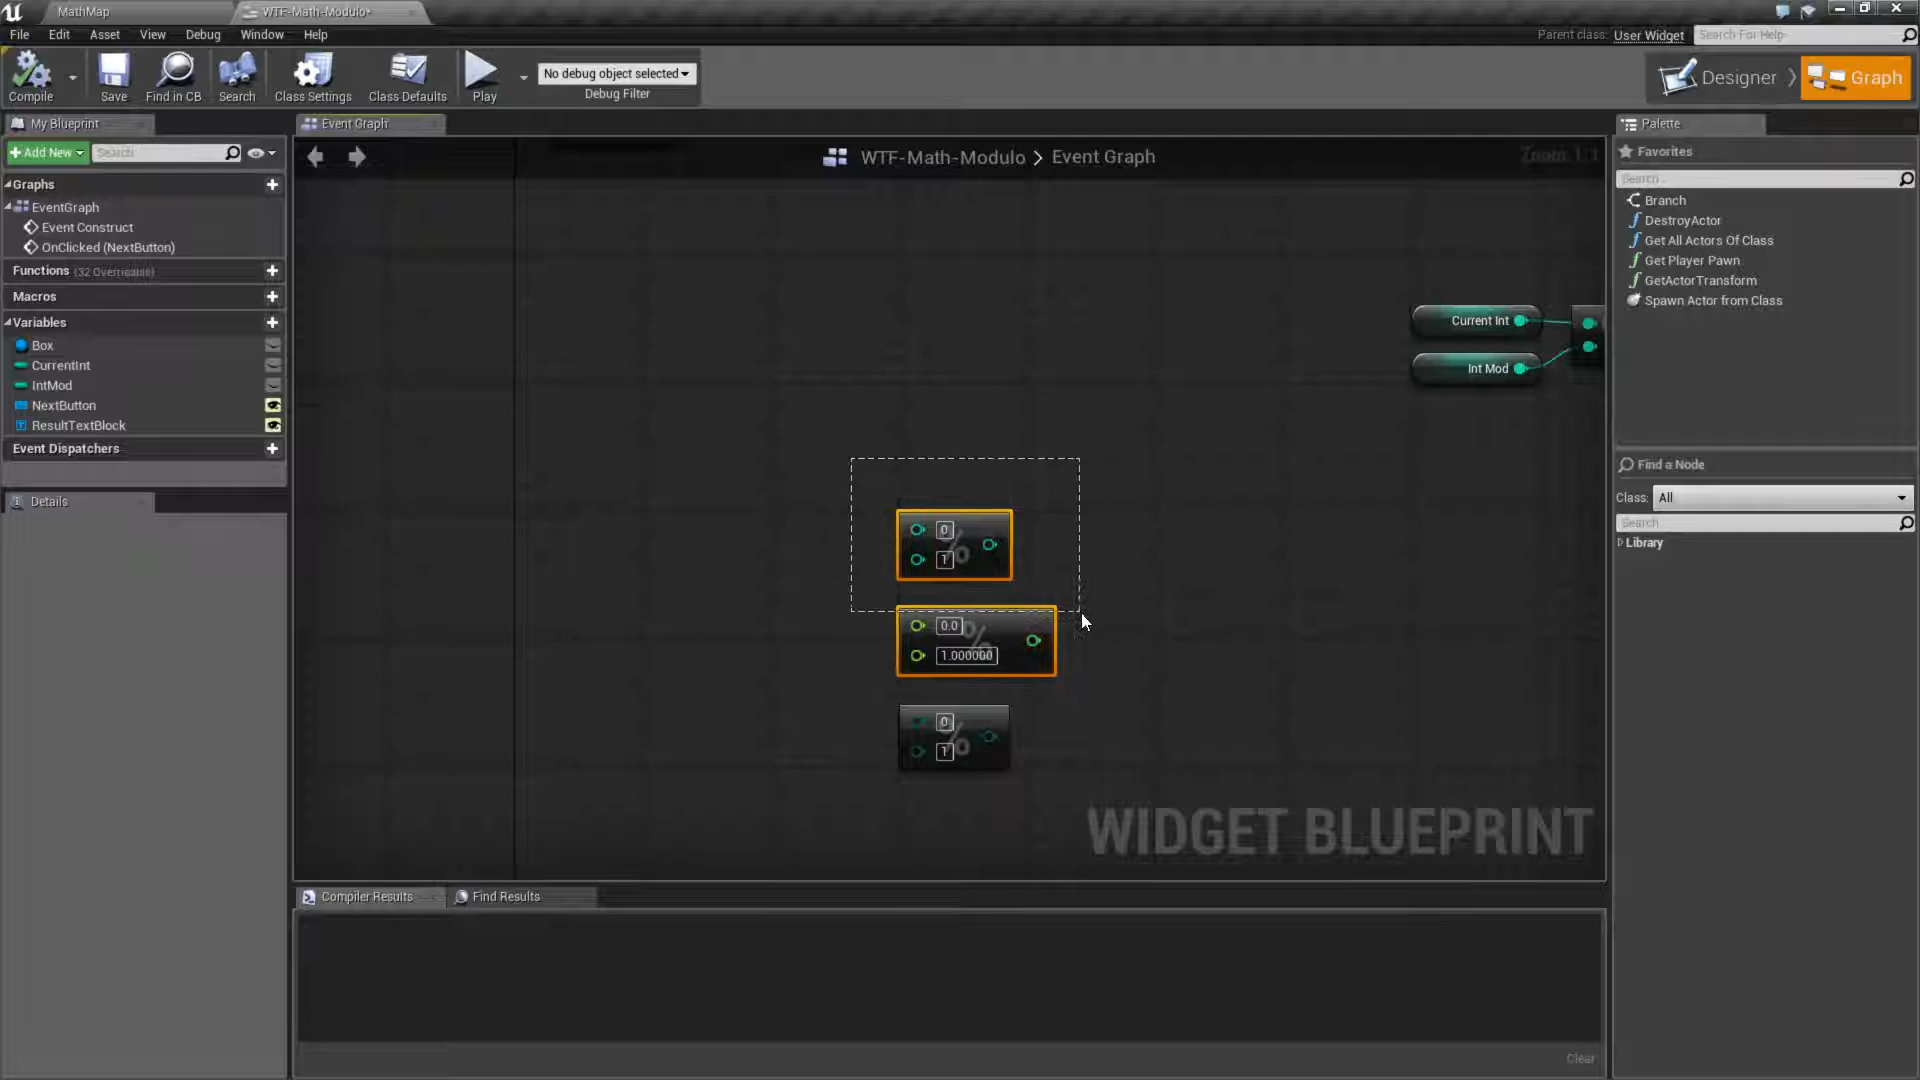 MathMap
WTF-Math-Modulo*
File Edit Asset View Debug Window Help
Parent class: User Widget
Search For Help
Compile
Save
Find in CB
Search
Class Settings
Class Defaults
Play
No debug object selected
Debug Filter
Designer
Graph
My Blueprint
Add New
Search
Graphs
EventGraph
Event Construct
OnClicked (NextButton)
Functions (32 Overridable)
Macros
Variables
Box
CurrentInt
IntMod
NextButton
ResultTextBlock
Event Dispatchers
Details
Event Graph
WTF-Math-Modulo > Event Graph
Zoom 1:1
Current Int
Int Mod
0
1
%
0.0
1.000000
%
0
1
%
WIDGET BLUEPRINT
Compiler Results
Find Results
Clear
Palette
Favorites
Search
Branch
DestroyActor
Get All Actors Of Class
Get Player Pawn
GetActorTransform
Spawn Actor from Class
Find a Node
Class: All
Search
Library